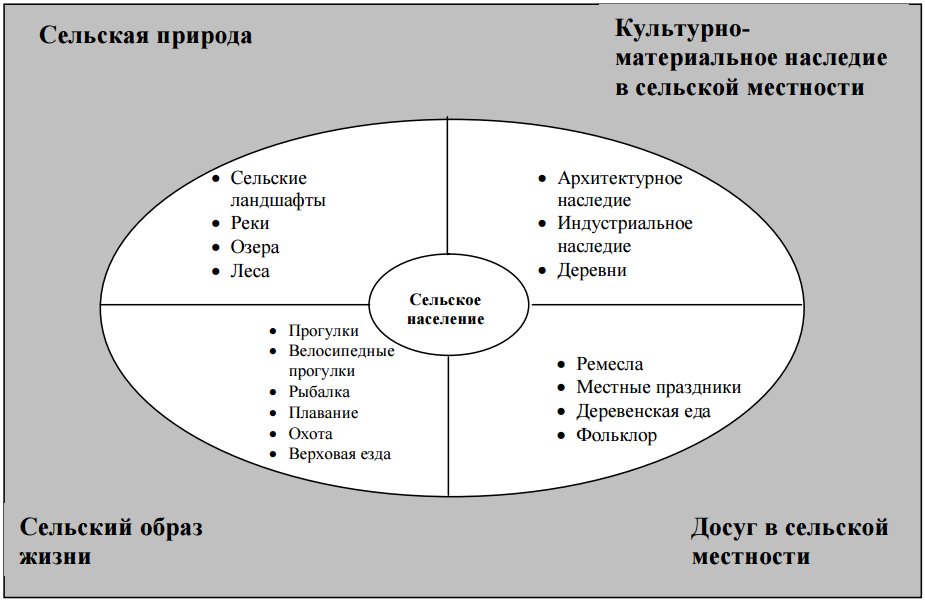 Сельская природа
Культурно-
материальное наследие
в сельской местности
• Сельские
ландшафты
• Реки
• Озера
• Леса
• Архитектурное
наследие
• Индустриальное
наследие
• Деревни
Сельское
население
• Прогулки
• Велосипедные
прогулки
• Рыбалка
• Плавание
• Охота
• Верховая езда
• Ремесла
• Местные праздники
• Деревенская еда
• Фольклор
Сельский образ
жизни
Досуг в сельской
местности